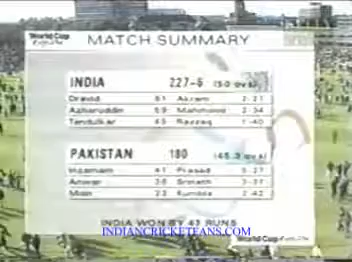 World Cup
MATCH SUMMARY
INDIA 227-6 (50 ovs)
Dravid 61 Akram 2-27
Azharuddin 59 Mahmood 2-34
Tendulkar 45 Razzaq 1-40
PAKISTAN 180 (45.3 ovs)
Inzamam 41 Prasad 5-27
Anwar 36 Srinath 3-37
Moin 34 Kumble 2-42
INDIA WON BY 47 RUNS
INDIANCRICKETFANS.COM
World Cup